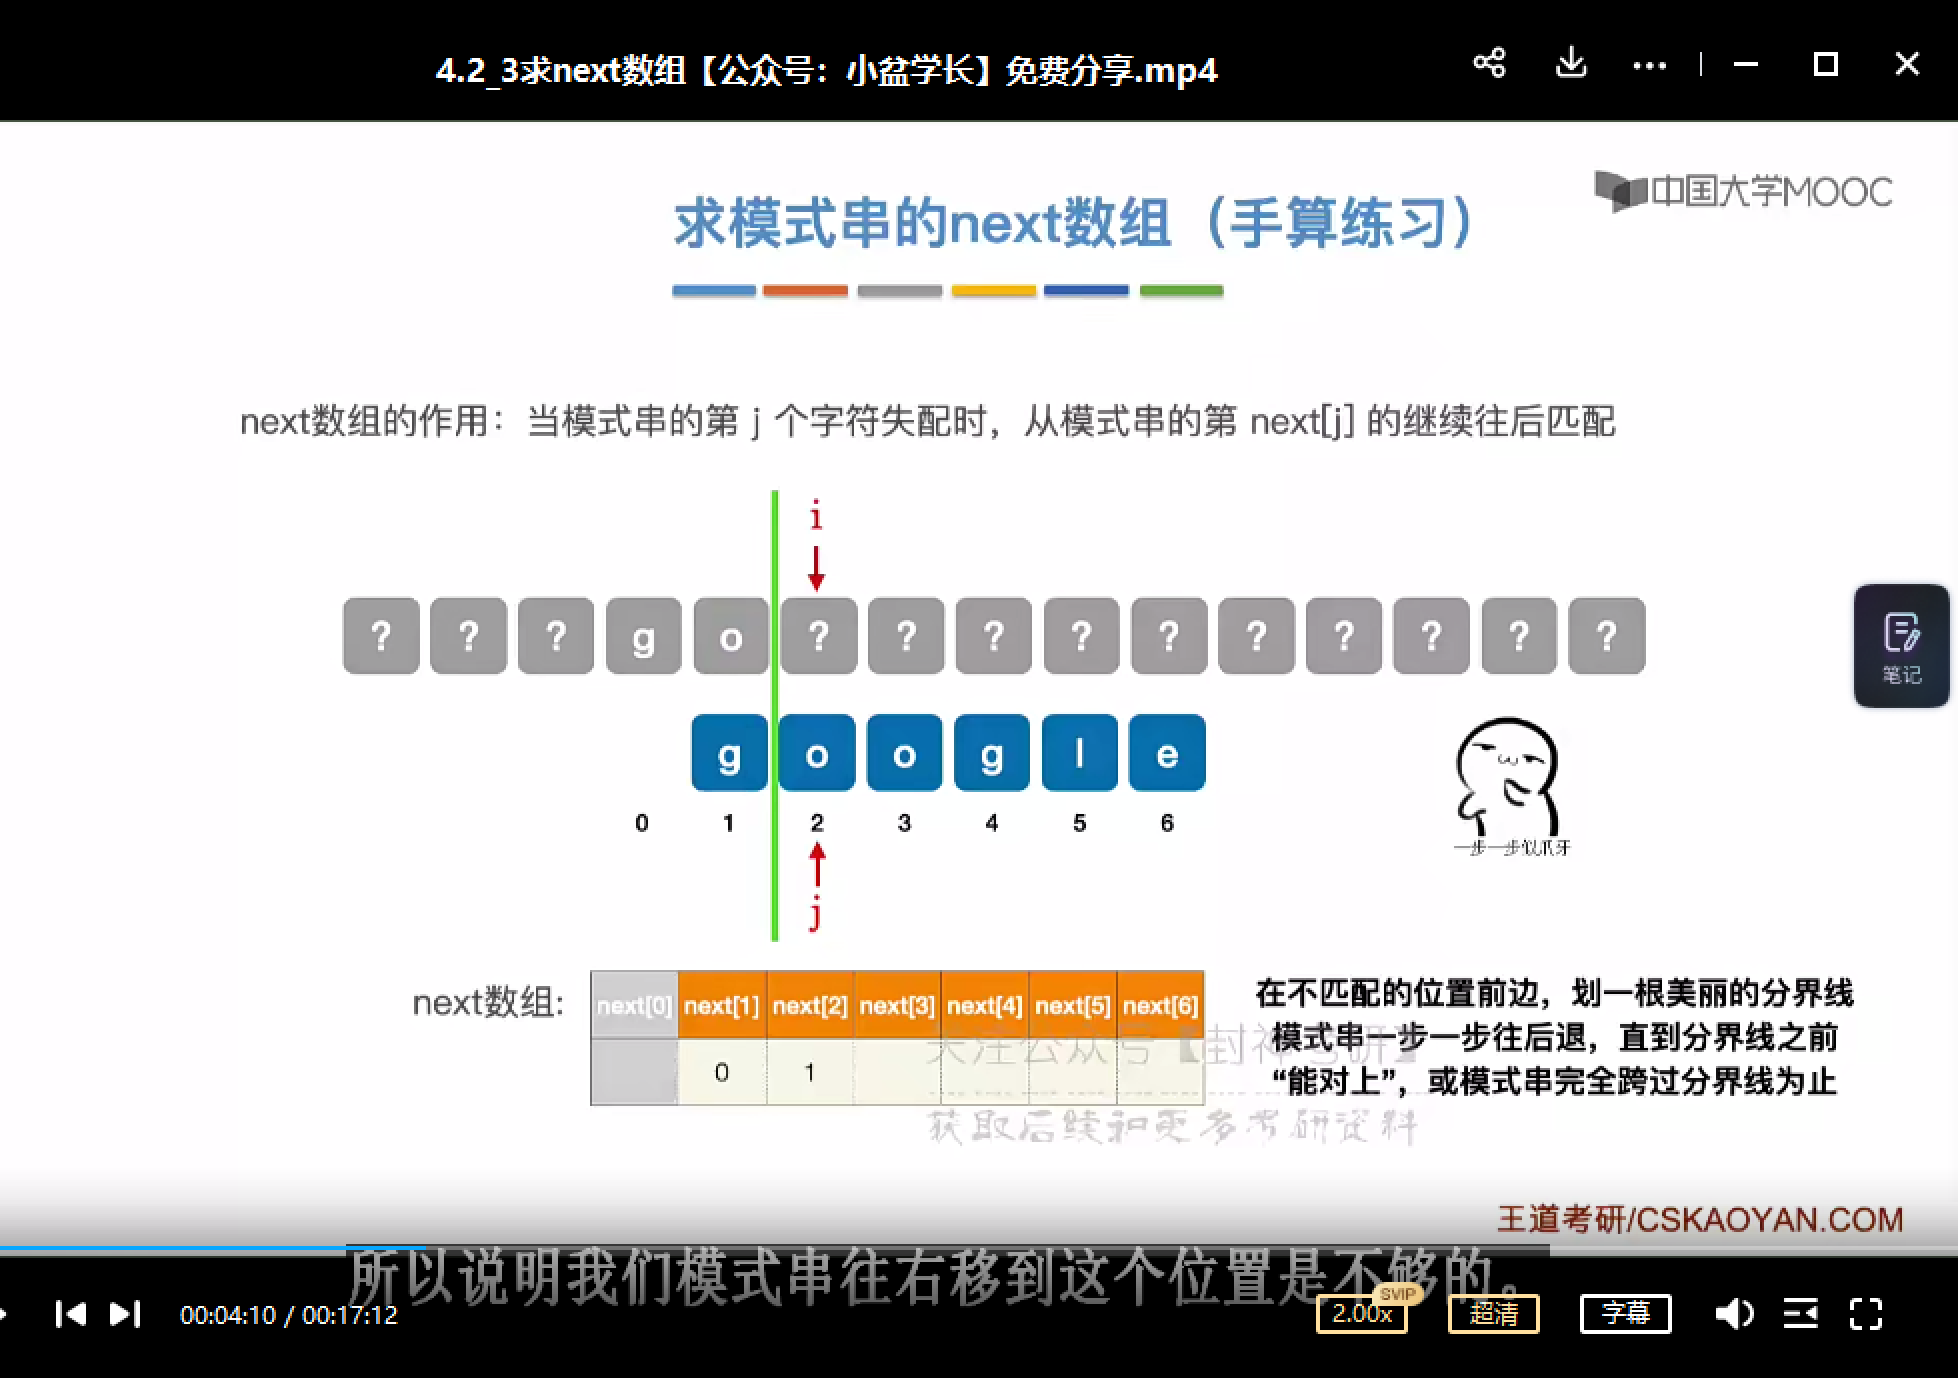 4.2_3求next数组【公众号：小盆学长】免费分享.mp4
中国大学MOOC
求模式串的next数组（手算练习）
next数组的作用：当模式串的第 j 个字符失配时，从模式串的第 next[j] 的继续往后匹配
i
? ? ? g o ? ? ? ? ? ? ? ? ? ?
笔记
g o o g l e
0 1 2 3 4 5 6
一步一步似爪牙
j
next数组:
next[0] next[1] next[2] next[3] next[4] next[5] next[6]
0 1
在不匹配的位置前边，划一根美丽的分界线
模式串一步一步往后退，直到分界线之前
“能对上”，或模式串完全跨过分界线为止
关注公众号【封神考研】
获取后续和更多考研资料
王道考研/CSKAOYAN.COM
所以说明我们模式串往右移到这个位置是不够的。
00:04:10 / 00:17:12
2.00x
SVIP
超清
字幕